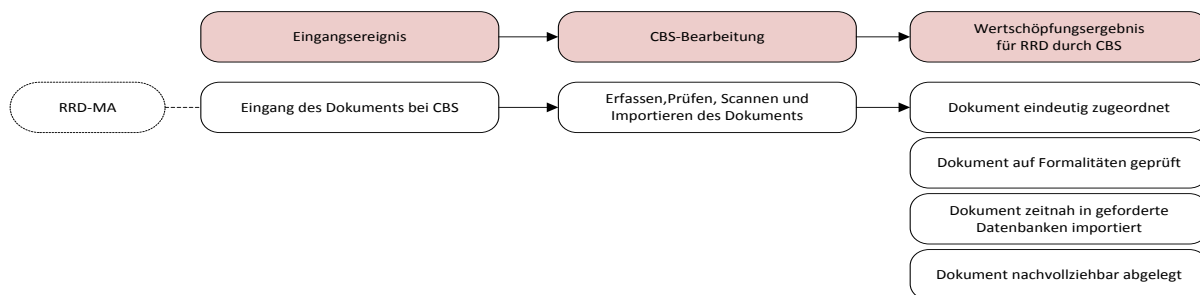 Eingangsereignis
CBS-Bearbeitung
Wertschöpfungsergebnis
für RRD durch CBS
RRD-MA
Eingang des Dokuments bei CBS
Erfassen,Prüfen, Scannen und
Importieren des Dokuments
Dokument eindeutig zugeordnet
Dokument auf Formalitäten geprüft
Dokument zeitnah in geforderte
Datenbanken importiert
Dokument nachvollziehbar abgelegt